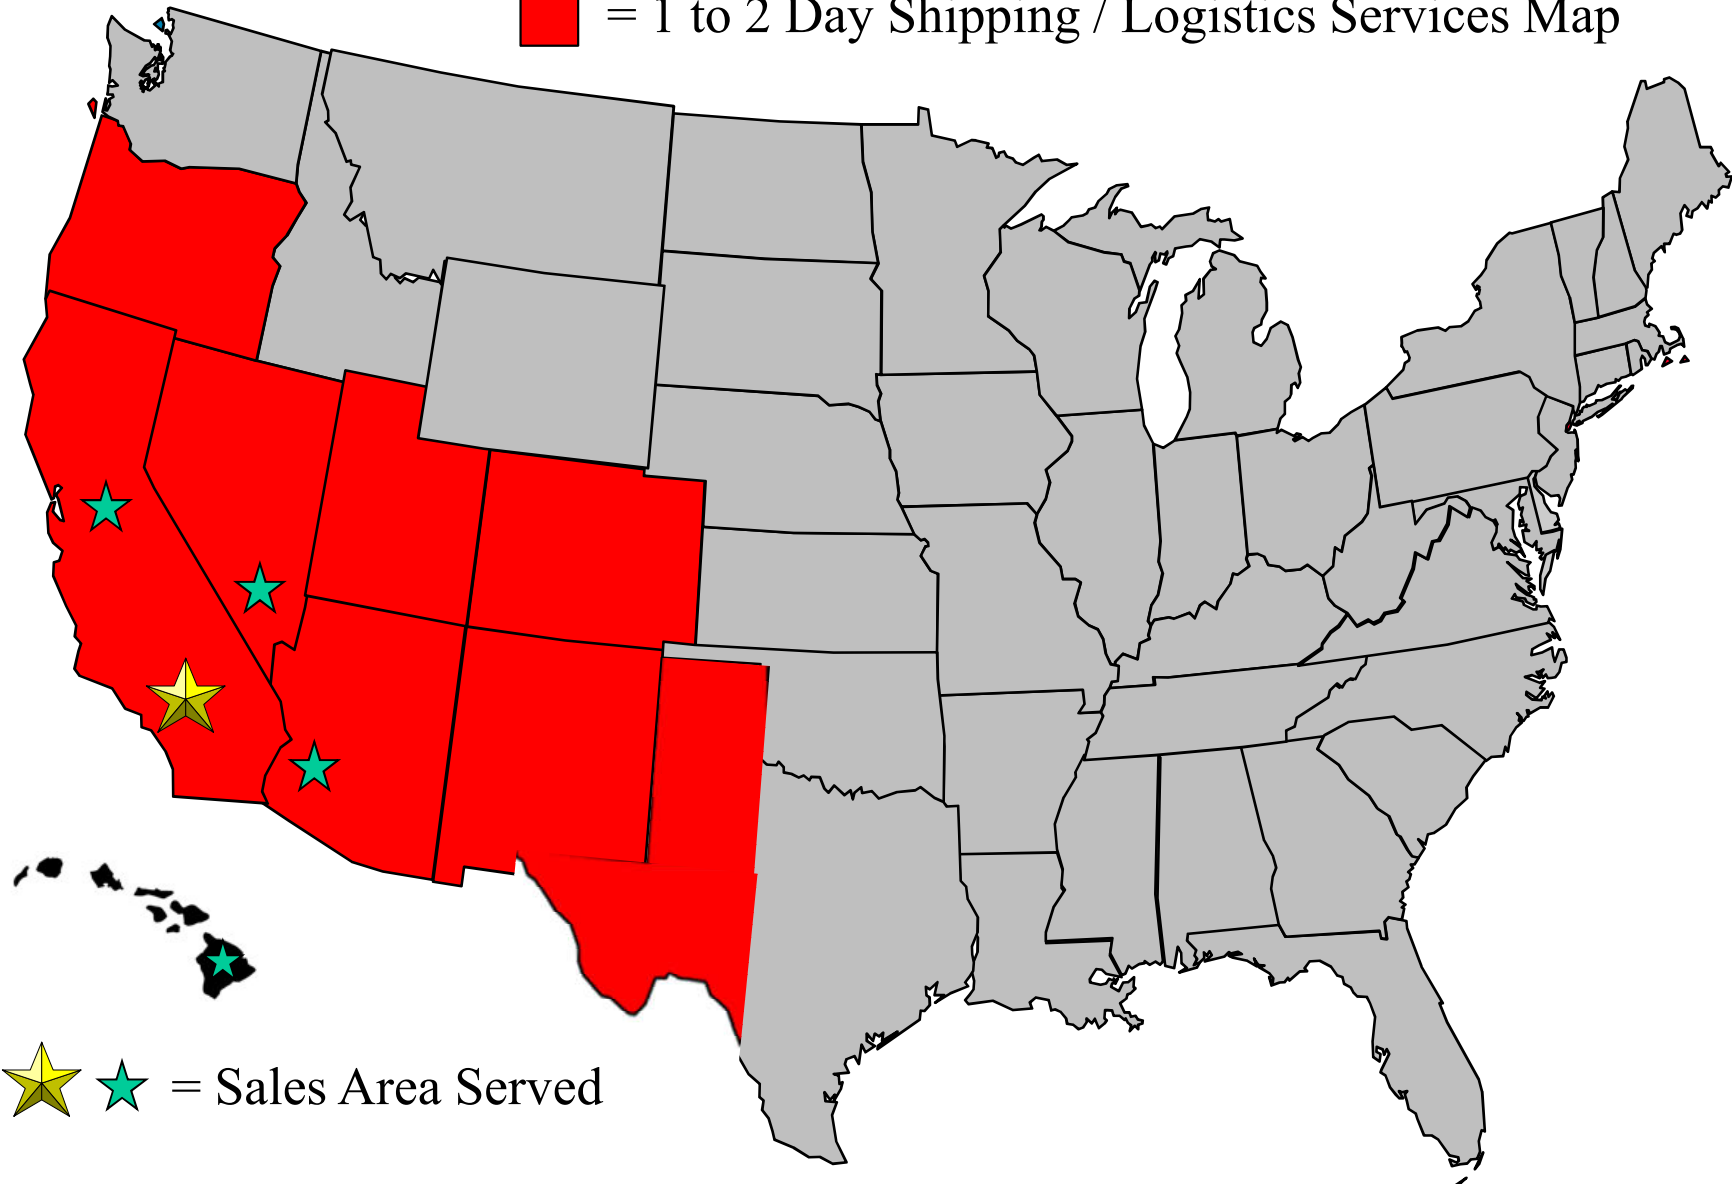 = 1 to 2 Day Shipping / Logistics Services Map
= Sales Area Served